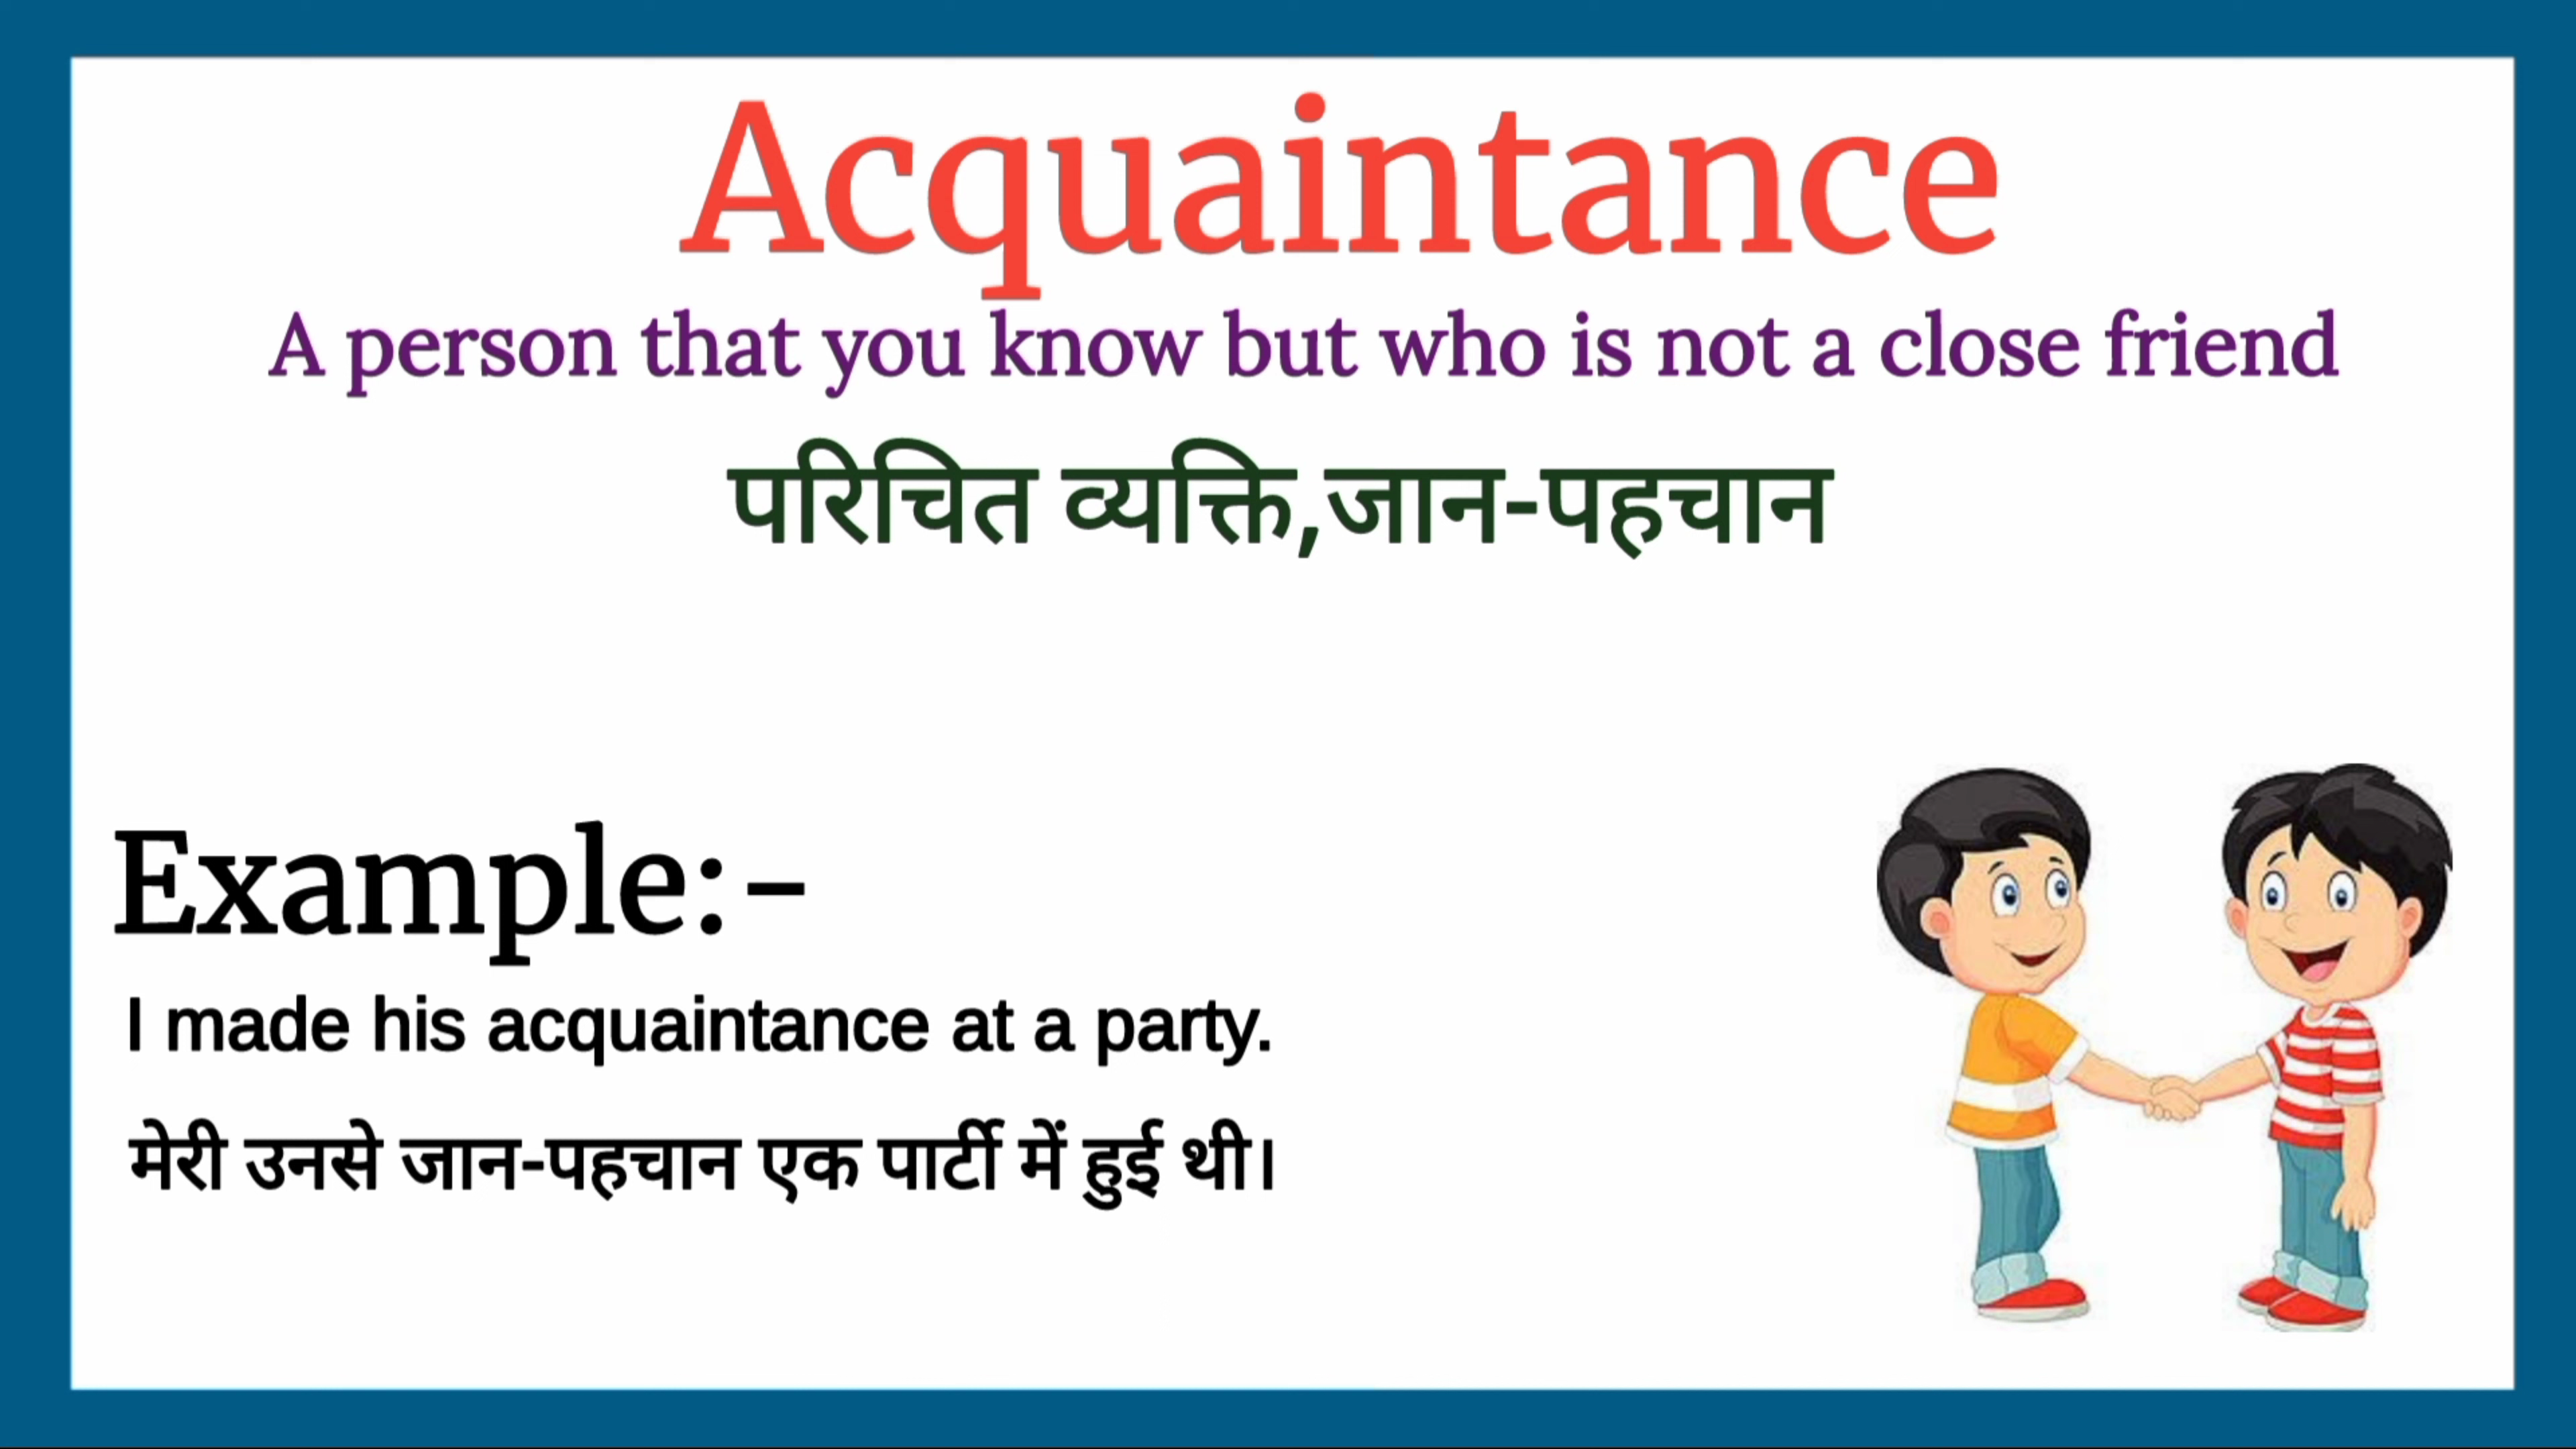 Acquaintance
A person that you know but who is not a close friend
परिचित व्यक्ति,जान-पहचान
Example:-
I made his acquaintance at a party.
मेरी उनसे जान-पहचान एक पार्टी में हुई थी।